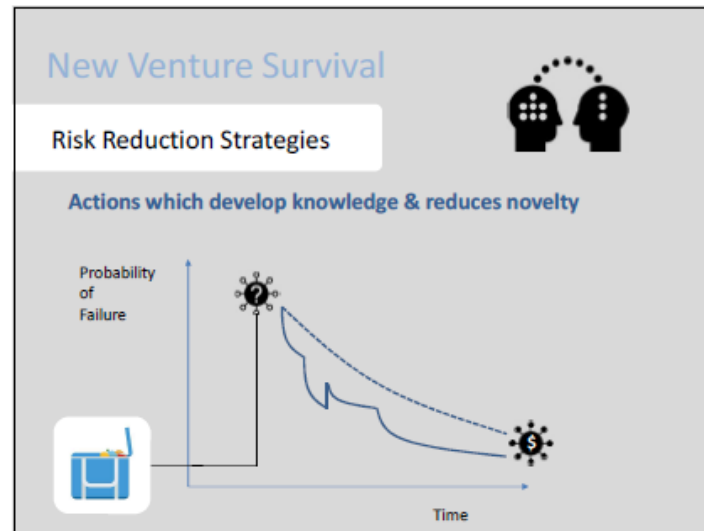 New Venture Survival
Risk Reduction Strategies
Actions which develop knowledge & reduces novelty
Probability
of
Failure
?
$
Time